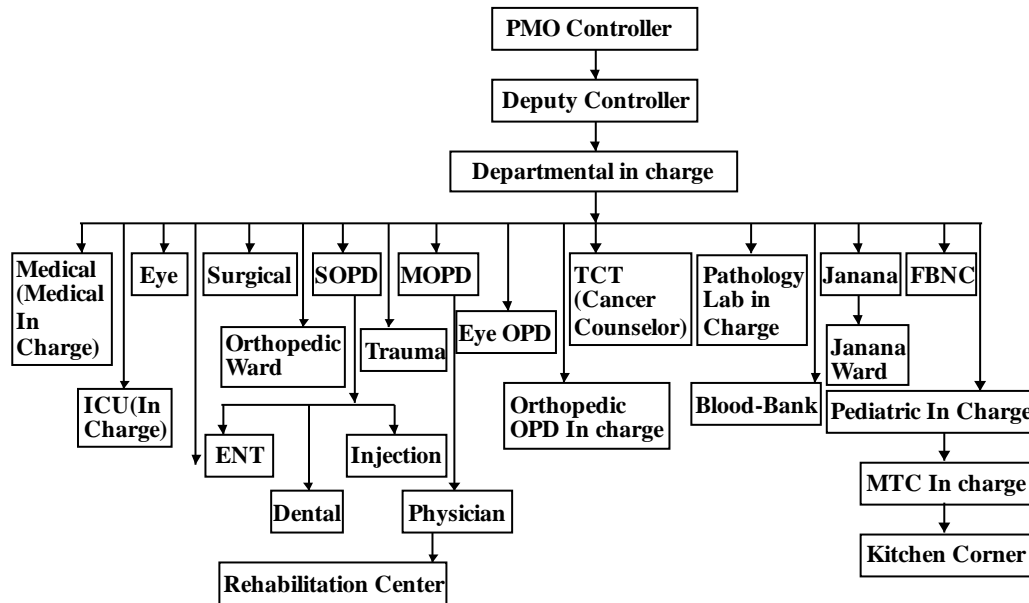 PMO Controller
Deputy Controller
Departmental in charge
Medical
(Medical
In
Charge)
Eye
Surgical
SOPD
MOPD
TCT
(Cancer
Counselor)
Pathology
Lab in
Charge
Janana
FBNC
Orthopedic
Ward
Trauma
Eye OPD
Janana
Ward
ICU(In
Charge)
Orthopedic
OPD In charge
Blood-Bank
Pediatric In Charge
ENT
Injection
MTC In charge
Dental
Physician
Kitchen Corner
Rehabilitation Center